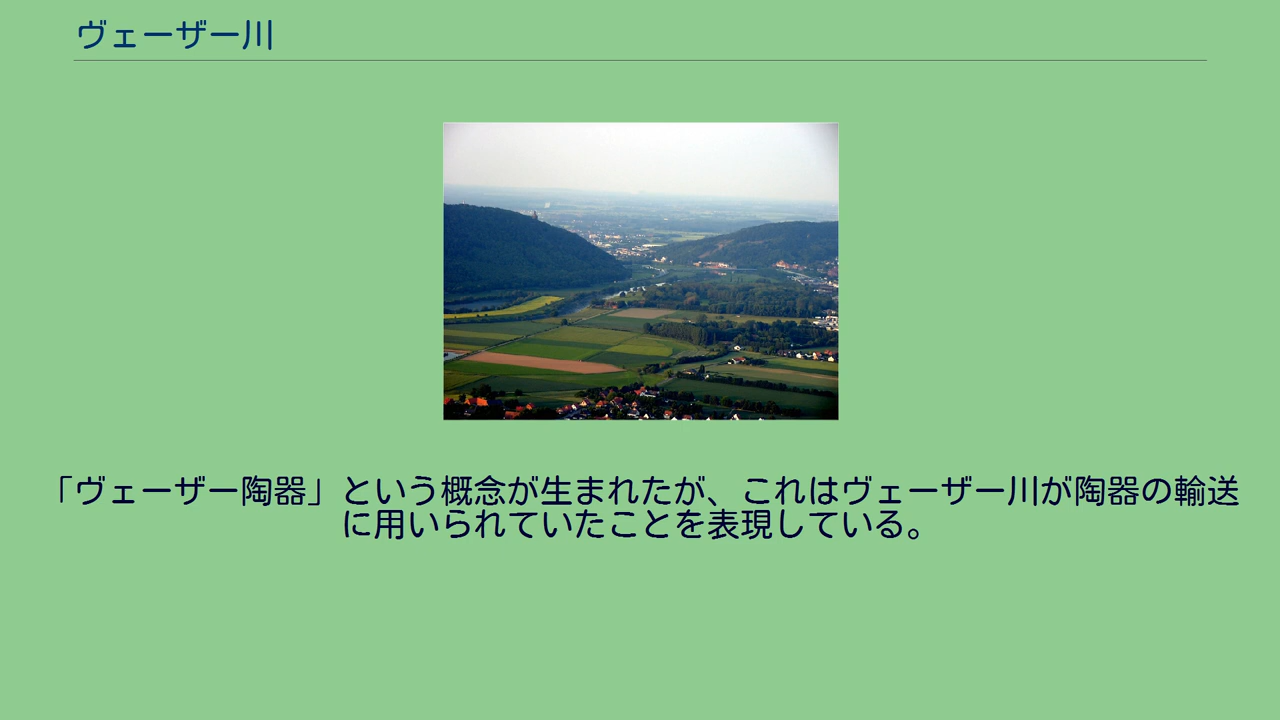 ヴェーザー川
「ヴェーザー陶器」という概念が生まれたが、これはヴェーザー川が陶器の輸送
に用いられていたことを表現している。